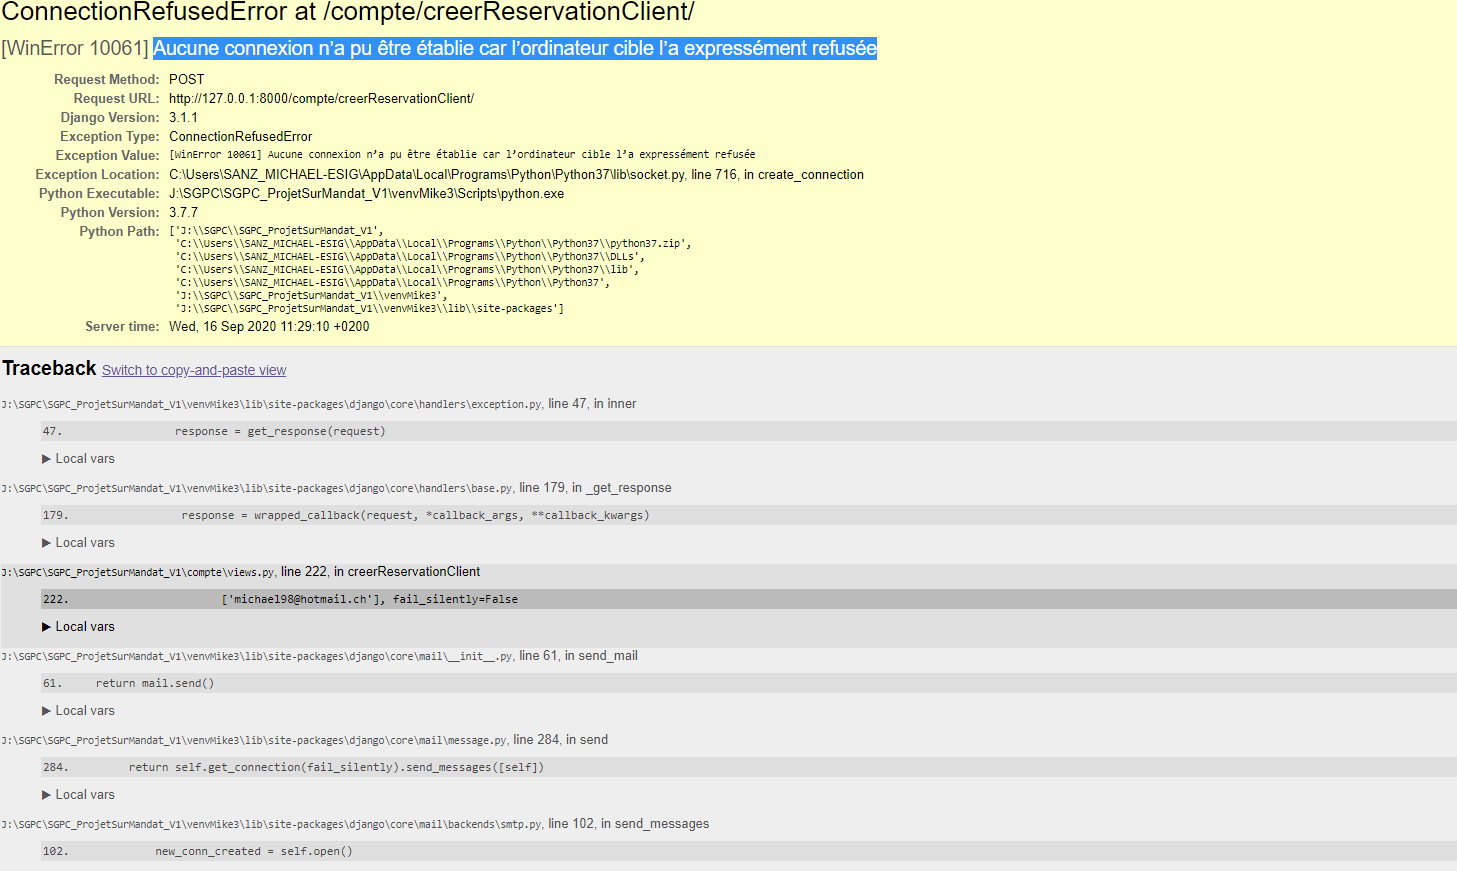 ConnectionRefusedError at /compte/creerReservationClient/
[WinError 10061] Aucune connexion n’a pu être établie car l’ordinateur cible l’a expressément refusée
Request Method: POST
Request URL: http://127.0.0.1:8000/compte/creerReservationClient/
Django Version: 3.1.1
Exception Type: ConnectionRefusedError
Exception Value: [WinError 10061] Aucune connexion n’a pu être établie car l’ordinateur cible l’a expressément refusée
Exception Location: C:\Users\SANZ_MICHAEL-ESIG\AppData\Local\Programs\Python\Python37\lib\socket.py, line 716, in create_connection
Python Executable: J:\SGPC\SGPC_ProjetSurMandat_V1\venvMike3\Scripts\python.exe
Python Version: 3.7.7
Python Path: ['J:\\SGPC\\SGPC_ProjetSurMandat_V1',
'C:\\Users\\SANZ_MICHAEL-ESIG\\AppData\\Local\\Programs\\Python\\Python37\\python37.zip',
'C:\\Users\\SANZ_MICHAEL-ESIG\\AppData\\Local\\Programs\\Python\\Python37\\DLLs',
'C:\\Users\\SANZ_MICHAEL-ESIG\\AppData\\Local\\Programs\\Python\\Python37\\lib',
'C:\\Users\\SANZ_MICHAEL-ESIG\\AppData\\Local\\Programs\\Python\\Python37',
'J:\\SGPC\\SGPC_ProjetSurMandat_V1\\venvMike3',
'J:\\SGPC\\SGPC_ProjetSurMandat_V1\\venvMike3\\lib\\site-packages']
Server time: Wed, 16 Sep 2020 11:29:10 +0200
Traceback Switch to copy-and-paste view
J:\SGPC\SGPC_ProjetSurMandat_V1\venvMike3\lib\site-packages\django\core\handlers\exception.py, line 47, in inner
47. response = get_response(request)
▶ Local vars
J:\SGPC\SGPC_ProjetSurMandat_V1\venvMike3\lib\site-packages\django\core\handlers\base.py, line 179, in _get_response
179. response = wrapped_callback(request, *callback_args, **callback_kwargs)
▶ Local vars
J:\SGPC\SGPC_ProjetSurMandat_V1\compte\views.py, line 222, in creerReservationClient
222. ['michael98@hotmail.ch'], fail_silently=False
▶ Local vars
J:\SGPC\SGPC_ProjetSurMandat_V1\venvMike3\lib\site-packages\django\core\mail\__init__.py, line 61, in send_mail
61. return mail.send()
▶ Local vars
J:\SGPC\SGPC_ProjetSurMandat_V1\venvMike3\lib\site-packages\django\core\mail\message.py, line 284, in send
284. return self.get_connection(fail_silently).send_messages([self])
▶ Local vars
J:\SGPC\SGPC_ProjetSurMandat_V1\venvMike3\lib\site-packages\django\core\mail\backends\smtp.py, line 102, in send_messages
102. new_conn_created = self.open()